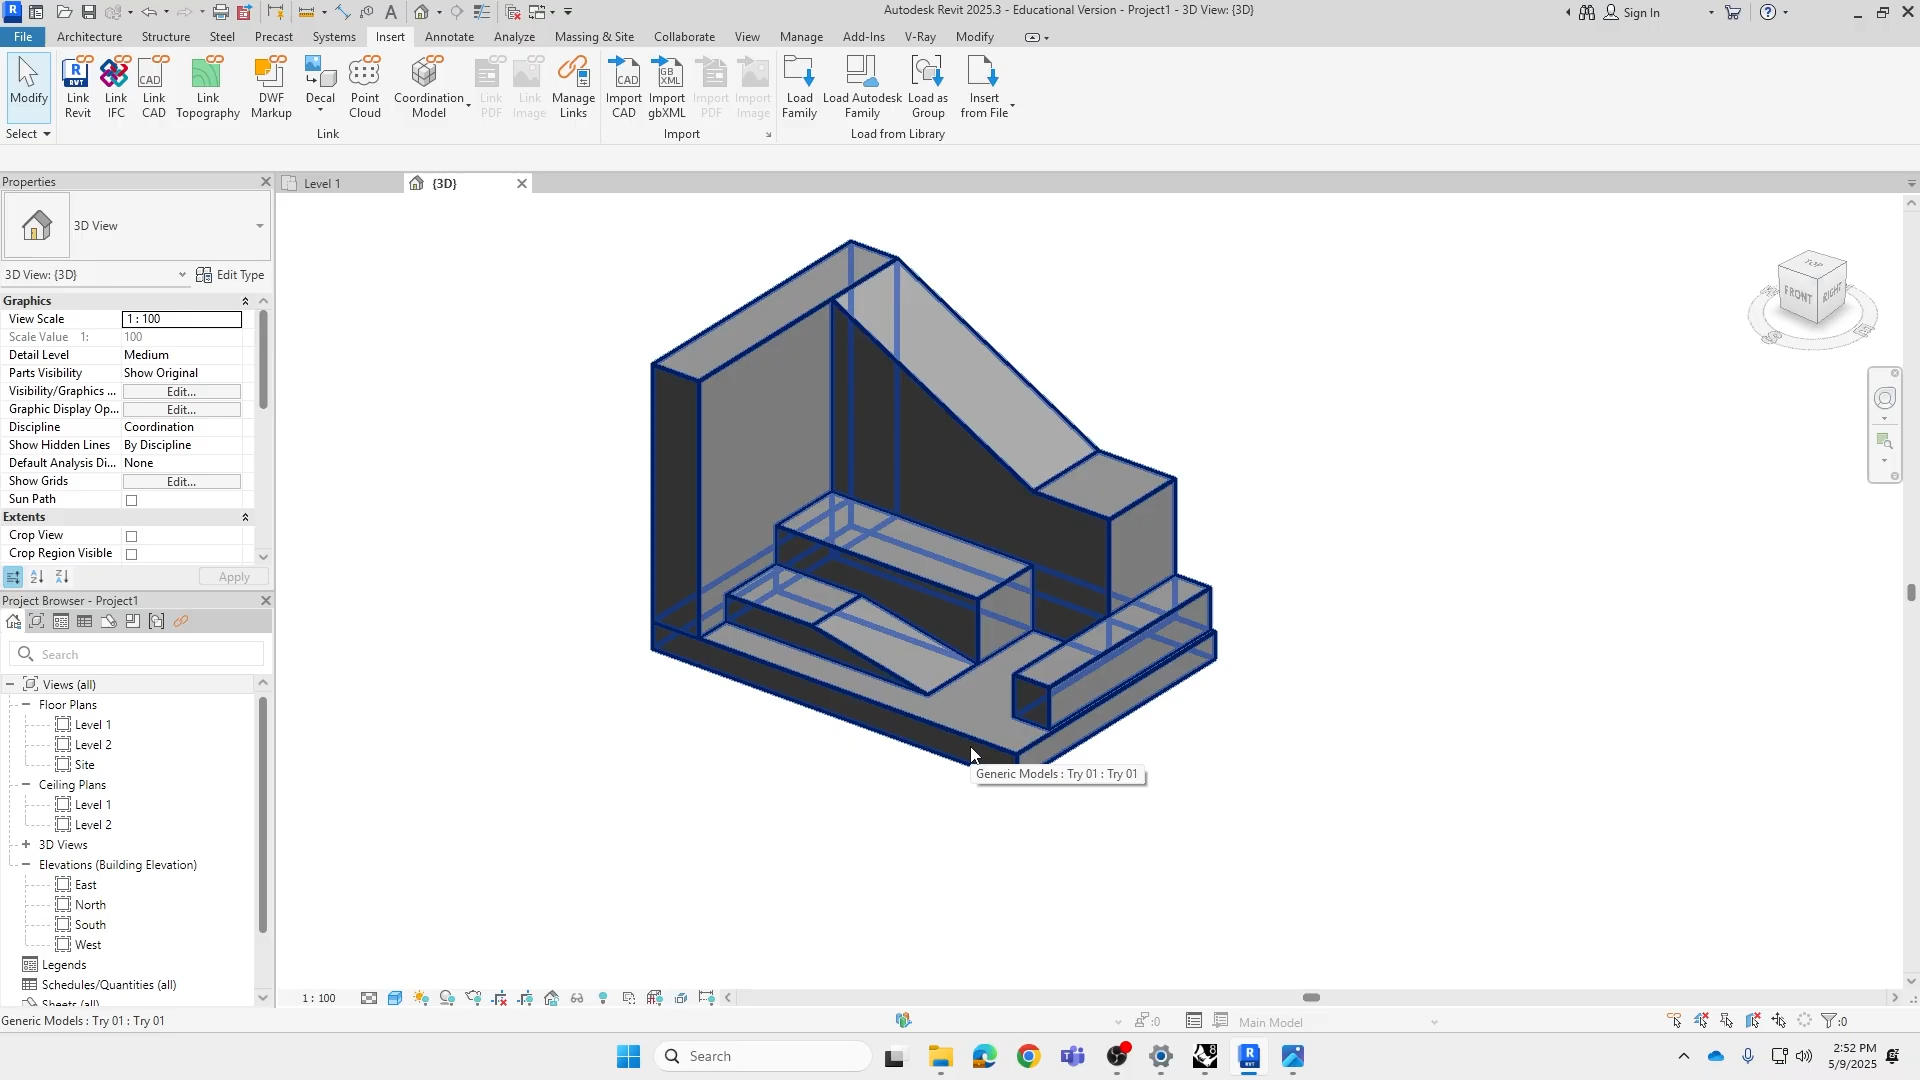 Autodesk Revit 2025.3 - Educational Version - Project1 - 3D View: {3D}
Sign In
File Architecture Structure Steel Precast Systems Insert Annotate Analyze Massing & Site Collaborate View Manage Add-Ins V-Ray Modify
Modify
Link Revit
Link IFC
Link CAD
Link Topography
DWF Markup
Decal
Point Cloud
Coordination Model
Link PDF
Link Image
Manage Links
Import CAD
Import gbXML
Import PDF
Import Image
Load Family
Load Autodesk Family
Load as Group
Insert from File
Select
Link
Import
Load from Library
Properties
Level 1
{3D}
3D View
3D View: {3D}
Edit Type
Graphics
View Scale 1 : 100
Scale Value 1: 100
Detail Level Medium
Parts Visibility Show Original
Visibility/Graphics ... Edit...
Graphic Display Op... Edit...
Discipline Coordination
Show Hidden Lines By Discipline
Default Analysis Di... None
Show Grids Edit...
Sun Path
Extents
Crop View
Crop Region Visible
Apply
TOP
FRONT
RIGHT
Project Browser - Project1
Search
Views (all)
Floor Plans
Level 1
Level 2
Site
Ceiling Plans
Level 1
Level 2
3D Views
Elevations (Building Elevation)
East
North
South
West
Legends
Schedules/Quantities (all)
Sheets (all)
Generic Models : Try 01 : Try 01
1 : 100
Generic Models : Try 01 : Try 01
:0
Main Model
:0
Search
2:52 PM
5/9/2025